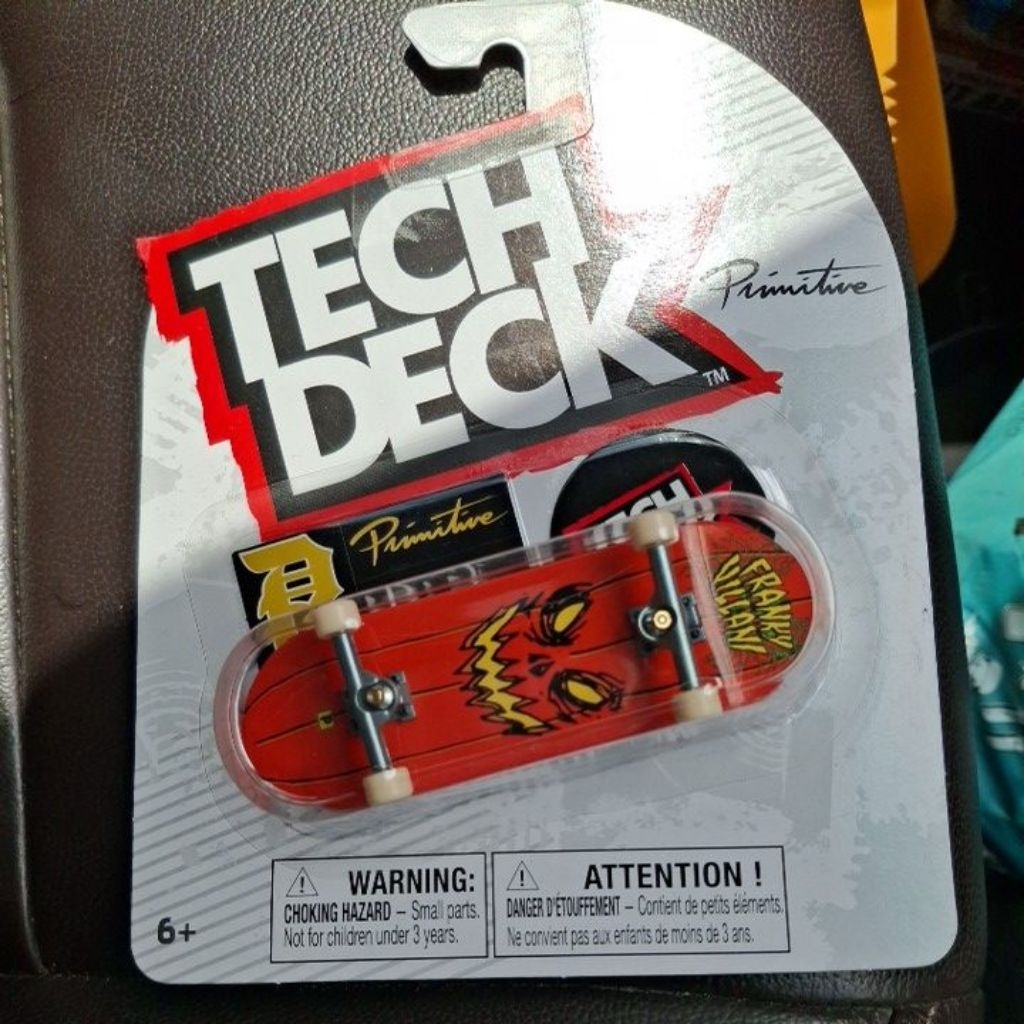 TECH
DECK
TM
Primitive
Primitive
P
FRANKY
VILLANI
WARNING:
CHOKING HAZARD – Small parts.
Not for children under 3 years.
ATTENTION !
DANGER D'ÉTOUFFEMENT – Contient de petits éléments.
Ne convient pas aux enfants de moins de 3 ans.
6+